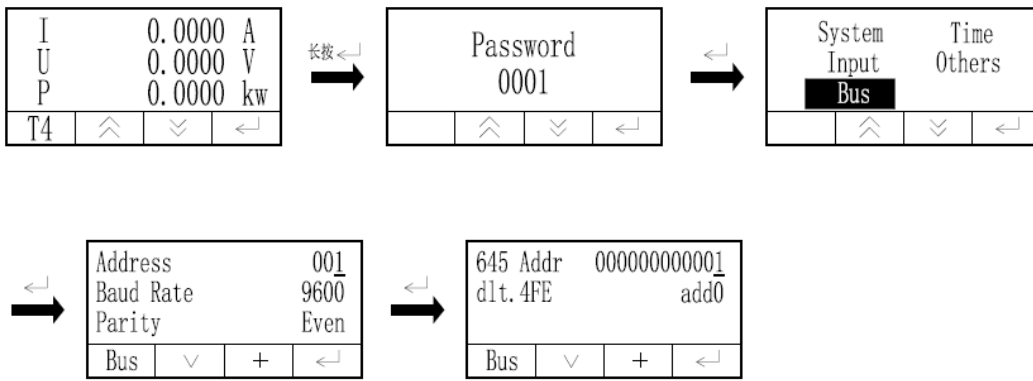 I 0.0000 A
U 0.0000 V
P 0.0000 kw
T4
长按
Password
0001
System Time
Input Others
Bus
Address 001
Baud Rate 9600
Parity Even
Bus +
645 Addr 000000000001
dlt.4FE add0
Bus +